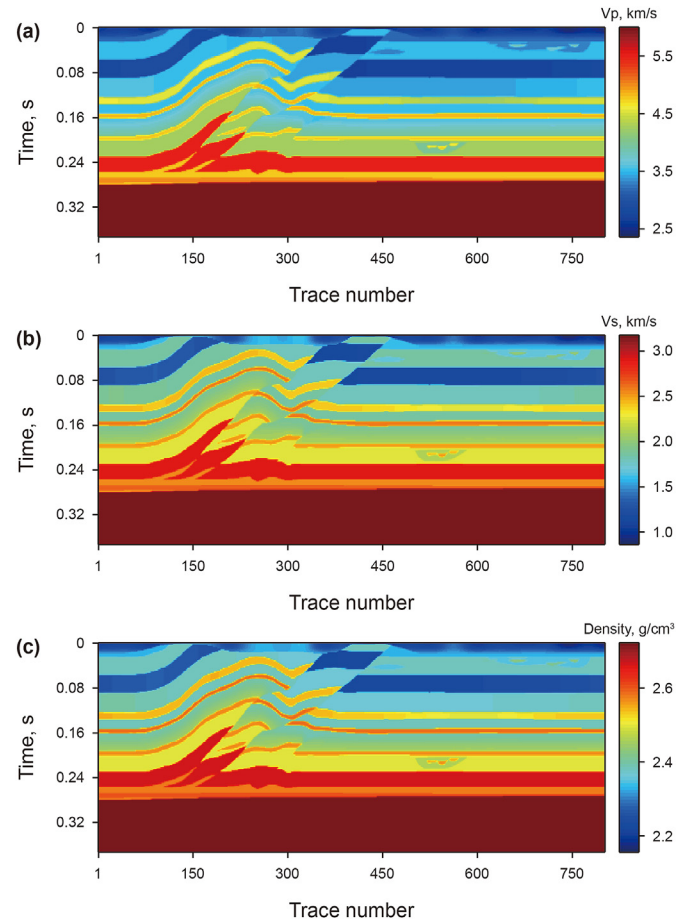 Vp, km/s
(a)
0
0.08
0.16
0.24
0.32
Time, s
1 150 300 450 600 750
Trace number
5.5
4.5
3.5
2.5
Vs, km/s
(b)
0
0.08
0.16
0.24
0.32
Time, s
1 150 300 450 600 750
Trace number
3.0
2.5
2.0
1.5
1.0
Density, g/cm³
(c)
0
0.08
0.16
0.24
0.32
Time, s
1 150 300 450 600 750
Trace number
2.6
2.4
2.2